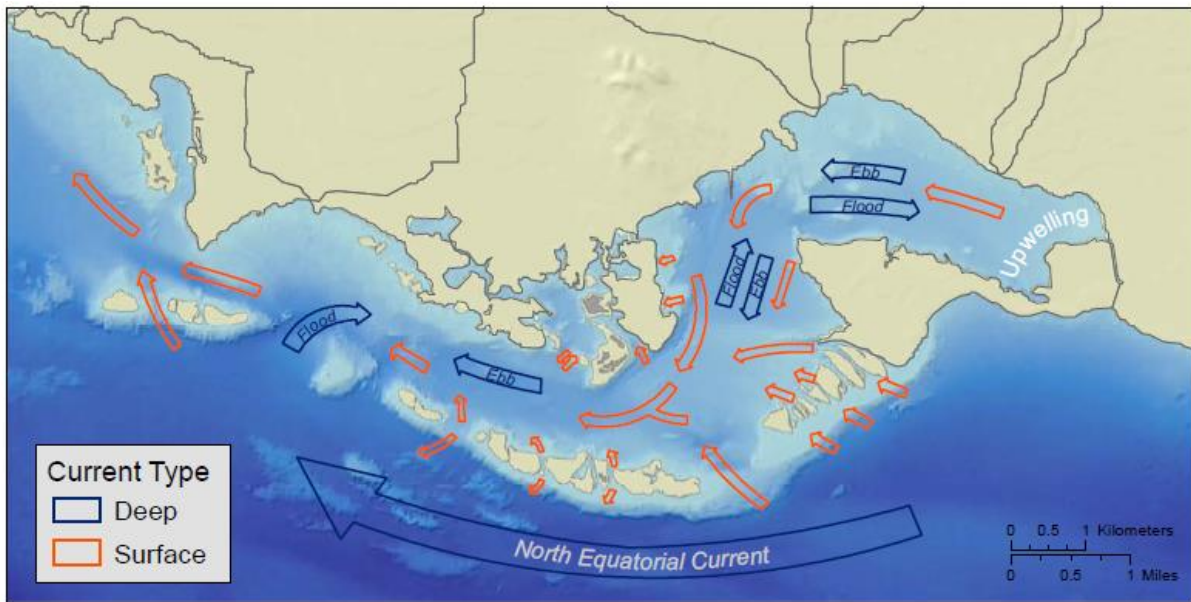 Ebb
Flood
Upwelling
Flood
Ebb
Flood
Ebb
North Equatorial Current
Current Type
Deep
Surface
0 0.5 1 Kilometers
0 0.5 1 Miles